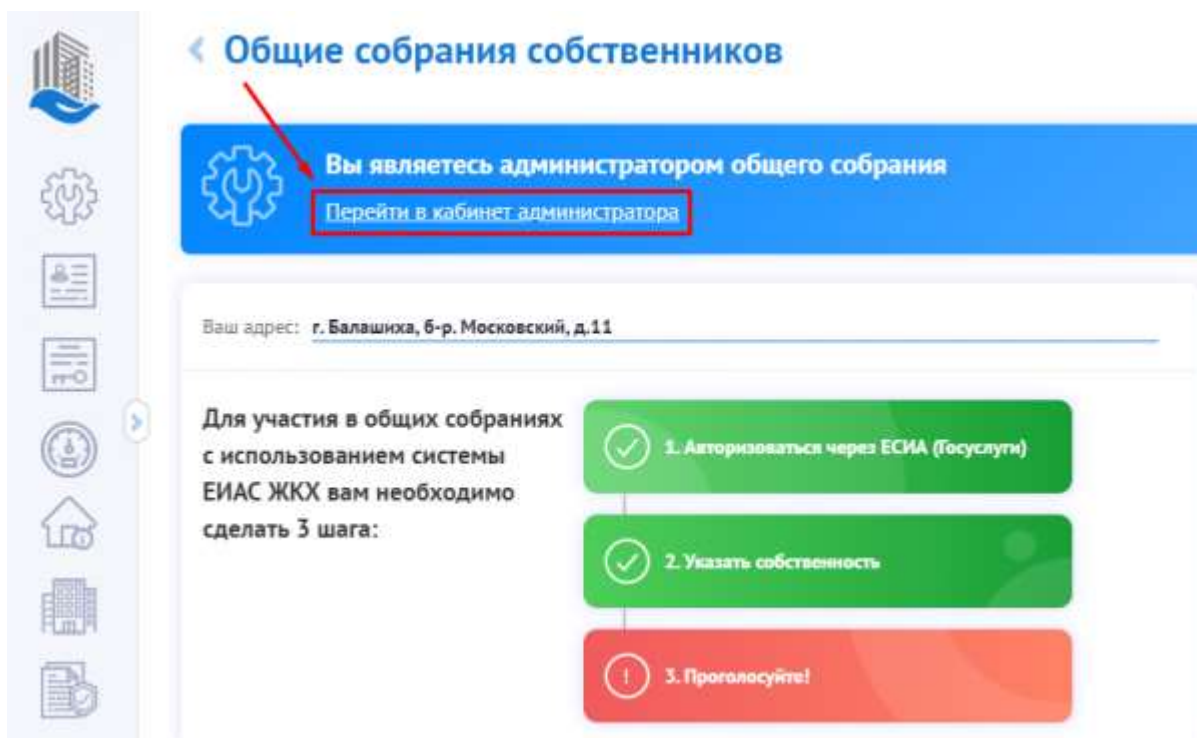 Общие собрания собственников
Вы являетесь администратором общего собрания
Перейти в кабинет администратора
Ваш адрес: г. Балашиха, б-р. Московский, д.11
Для участия в общих собраниях
с использованием системы
ЕИАС ЖКХ вам необходимо
сделать 3 шага:
1. Авторизоваться через ЕСИА (Госуслуги)
2. Указать собственность
3. Проголосуйте!